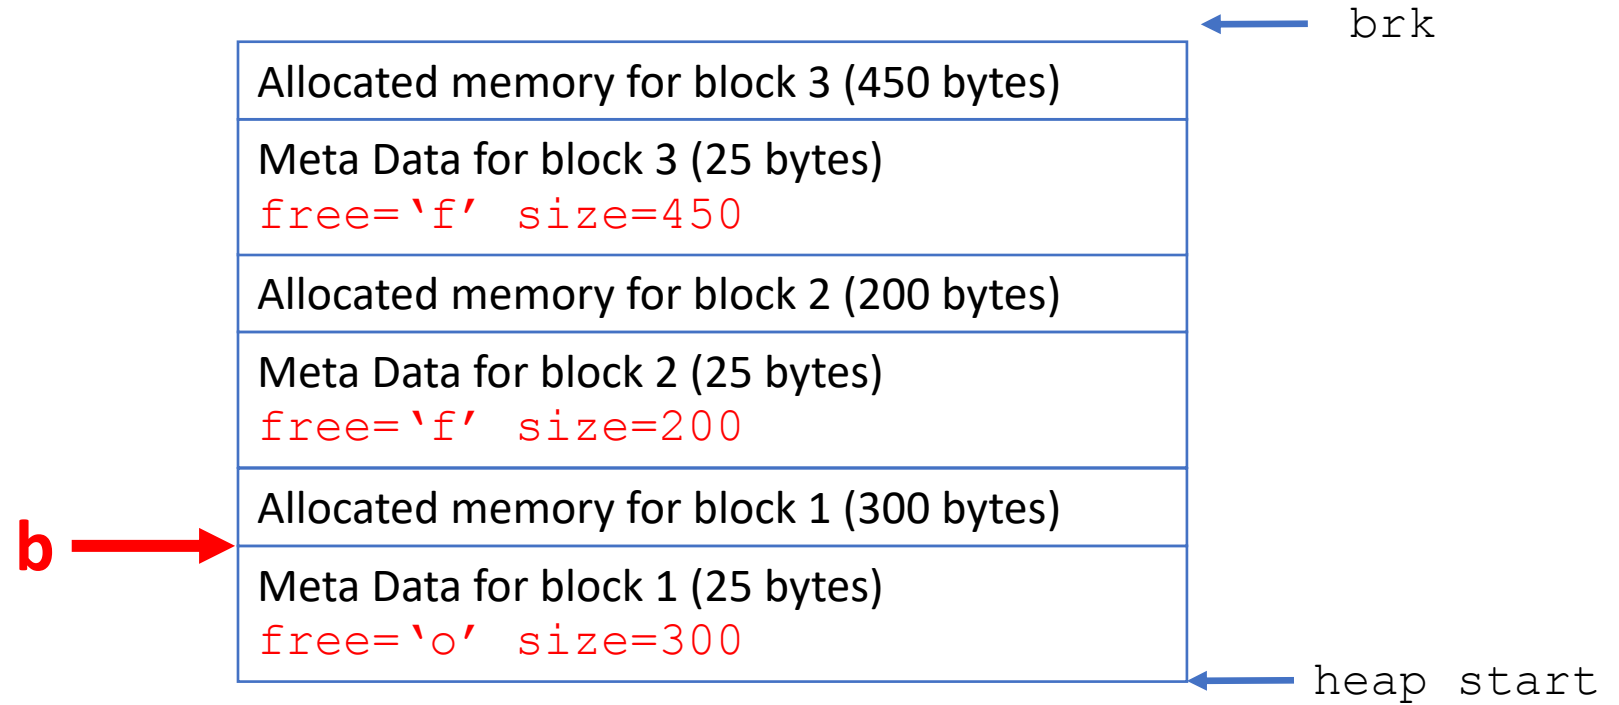 brk
Allocated memory for block 3 (450 bytes)
Meta Data for block 3 (25 bytes)
free=‘f’ size=450
Allocated memory for block 2 (200 bytes)
Meta Data for block 2 (25 bytes)
free=‘f’ size=200
Allocated memory for block 1 (300 bytes)
b
Meta Data for block 1 (25 bytes)
free=‘o’ size=300
heap start